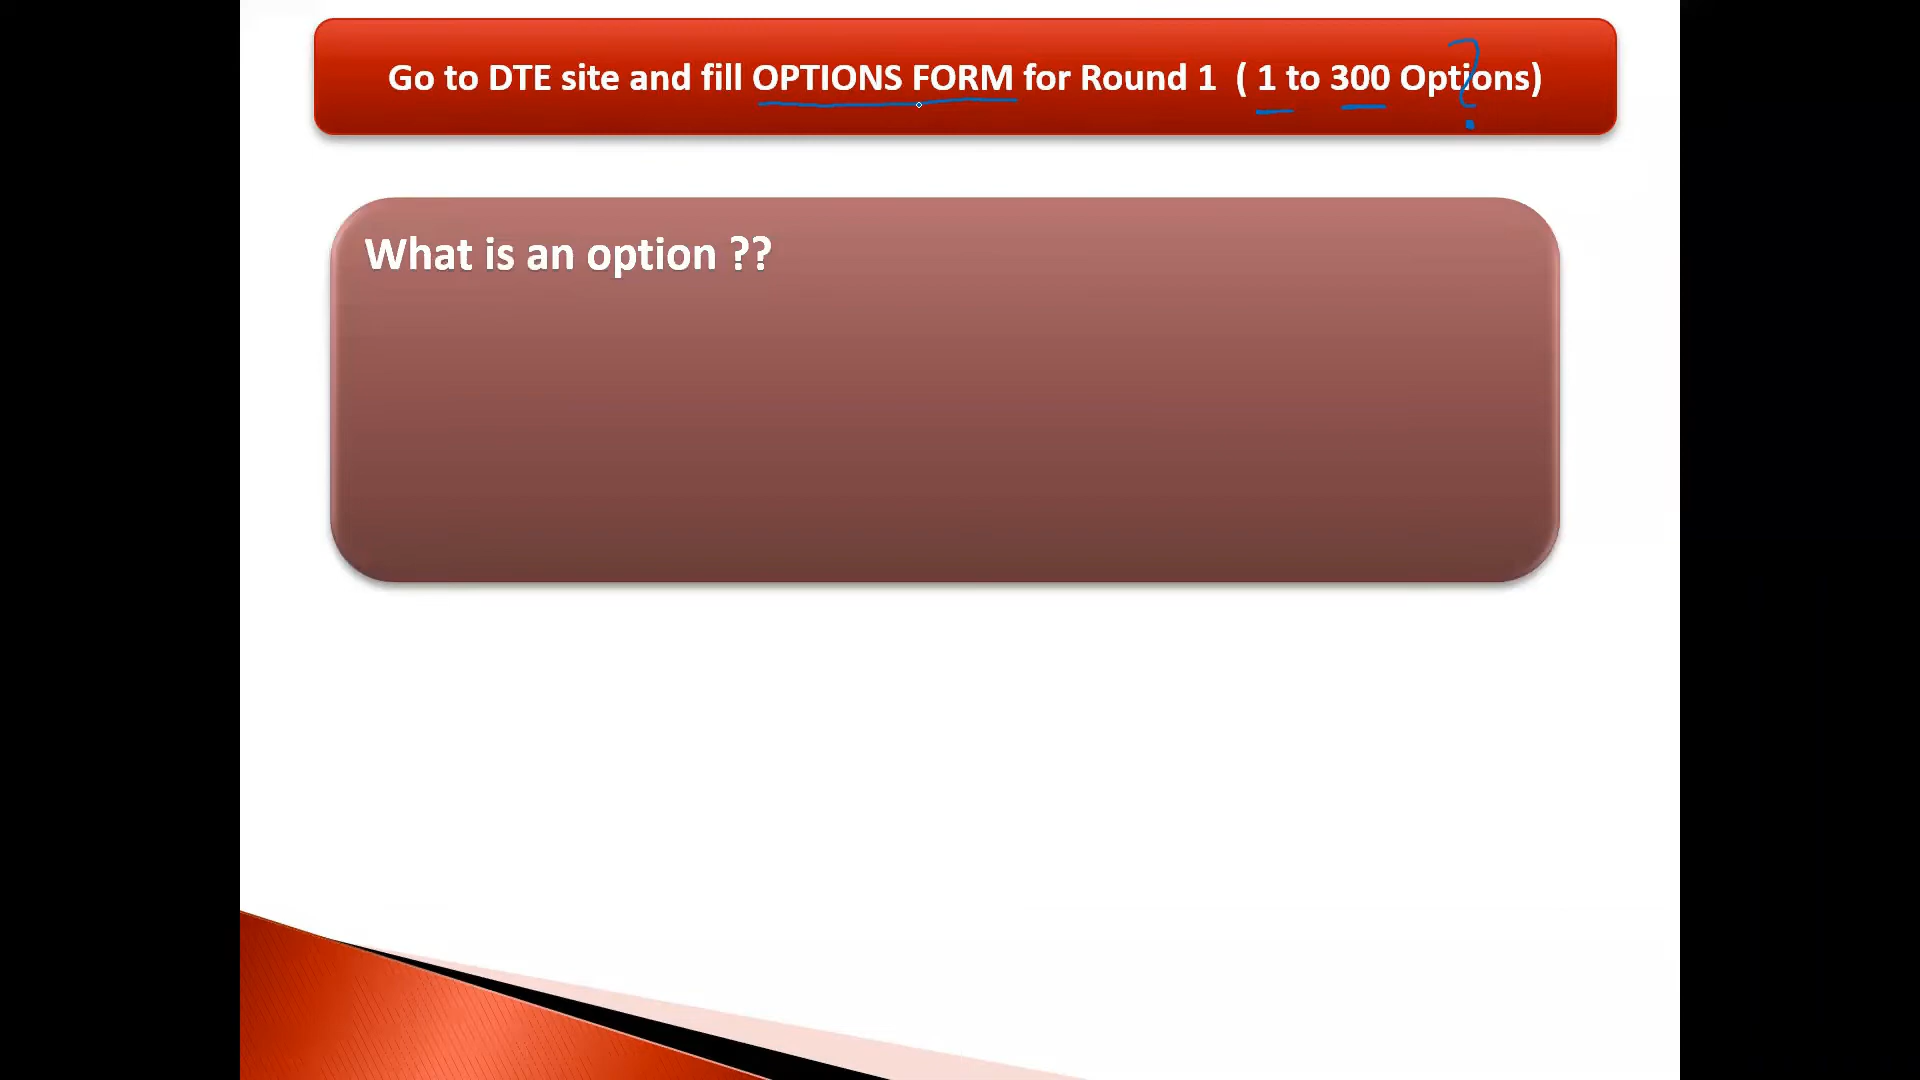 Go to DTE site and fill OPTIONS FORM for Round 1 ( 1 to 300 Options)
?
What is an option ??